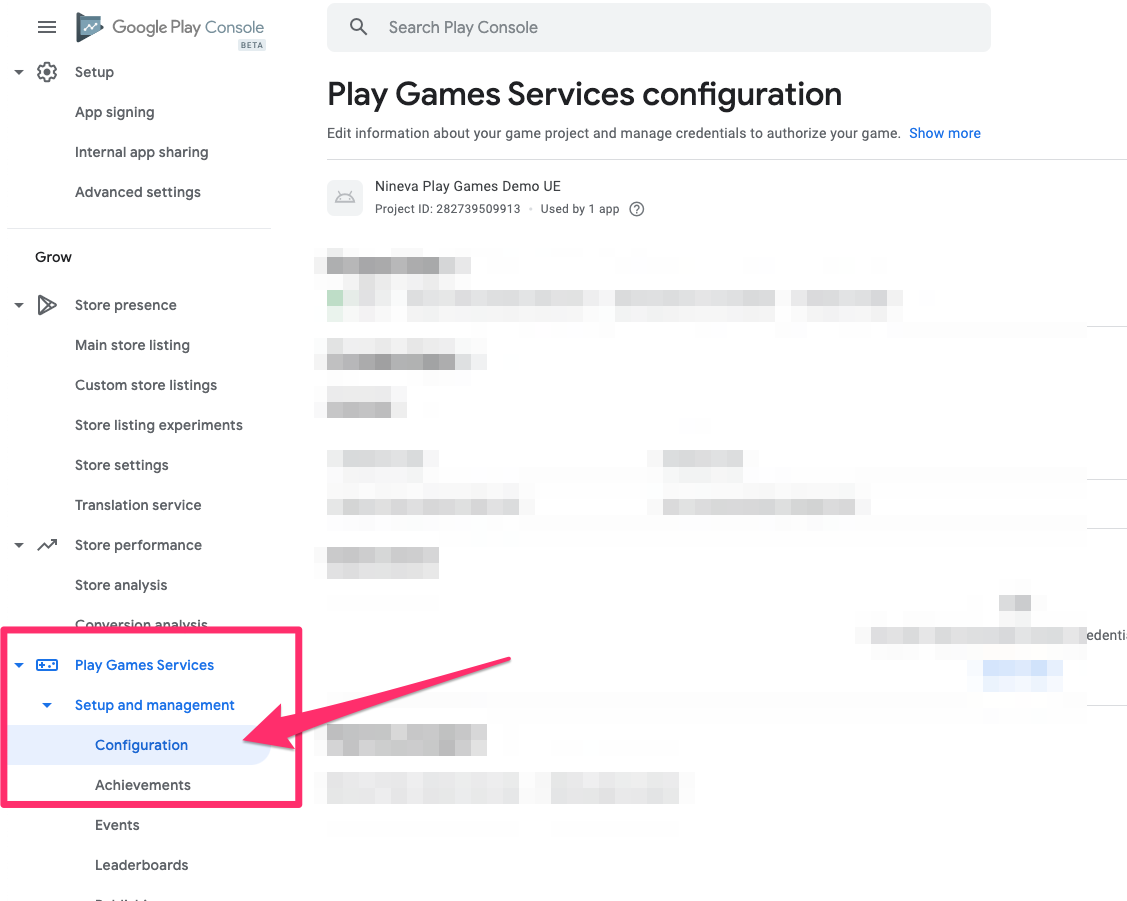 Google Play Console
BETA
Search Play Console
Setup
App signing
Internal app sharing
Advanced settings
Grow
Store presence
Main store listing
Custom store listings
Store listing experiments
Store settings
Translation service
Store performance
Store analysis
Conversion analysis
Play Games Services
Setup and management
Configuration
Achievements
Events
Leaderboards
Play Games Services configuration
Edit information about your game project and manage credentials to authorize your game. Show more
Nineva Play Games Demo UE
Project ID: 282739509913 • Used by 1 app